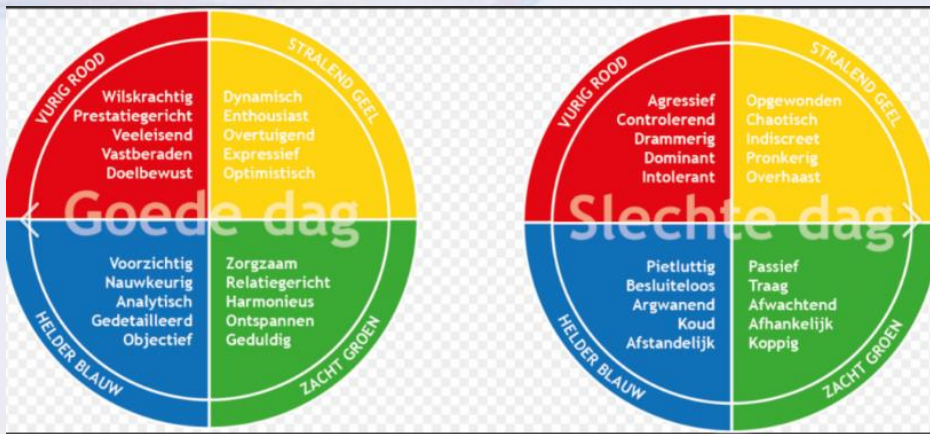 VURIG ROOD
STRALEND GEEL
Wilskrachtig
Prestatiegericht
Veeleisend
Vastberaden
Doelbewust
Dynamisch
Enthousiast
Overtuigend
Expressief
Optimistisch
Goede dag
Voorzichtig
Nauwkeurig
Analytisch
Gedetailleerd
Objectief
Zorgzaam
Relatiegericht
Harmonieus
Ontspannen
Geduldig
HELDER BLAUW
ZACHT GROEN
VURIG ROOD
STRALEND GEEL
Agressief
Controlerend
Drammerig
Dominant
Intolerant
Opgewonden
Chaotisch
Indiscreet
Pronkerig
Overhaast
Slechte dag
Pietluttig
Besluiteloos
Argwanend
Koud
Afstandelijk
Passief
Traag
Afwachtend
Afhankelijk
Koppig
HELDER BLAUW
ZACHT GROEN